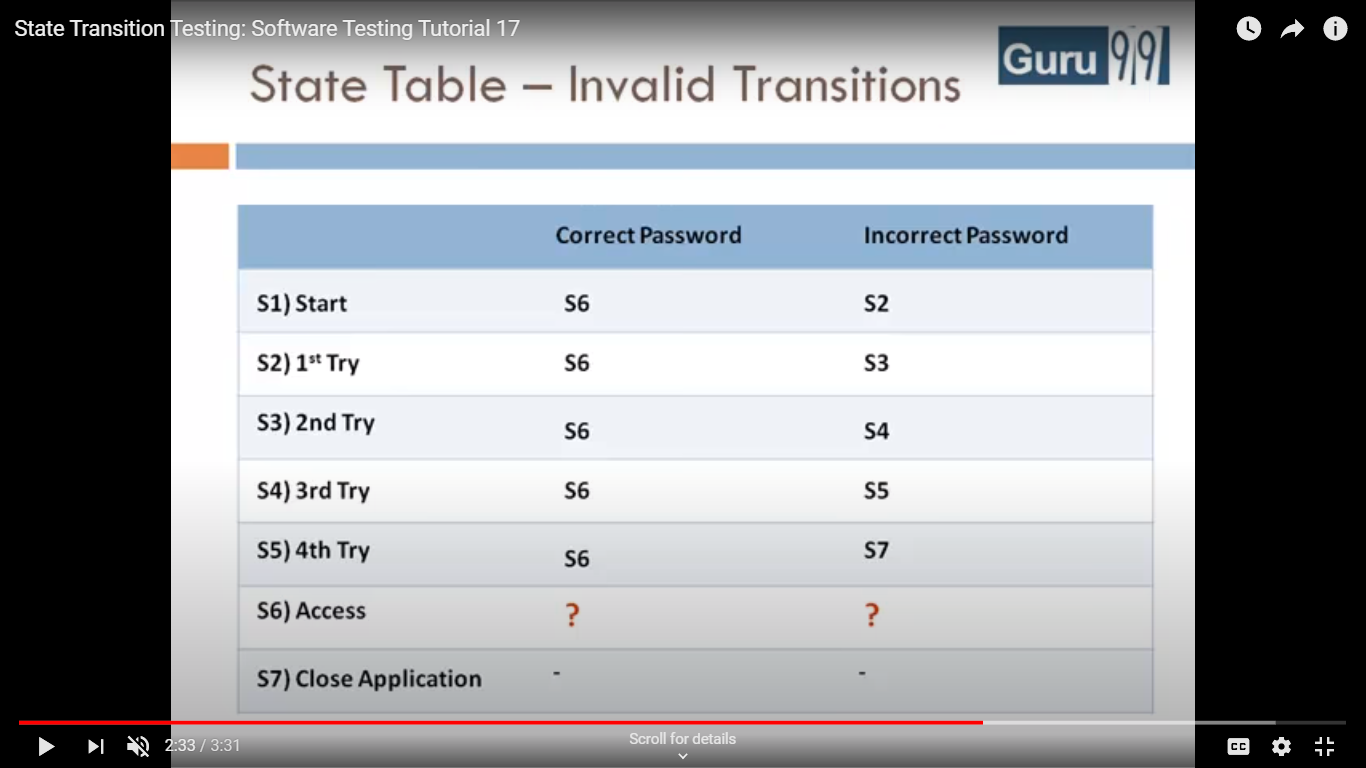 State Transition Testing: Software Testing Tutorial 17
Guru 99
State Table – Invalid Transitions
Correct Password Incorrect Password
S1) Start S6 S2
S2) 1st Try S6 S3
S3) 2nd Try S6 S4
S4) 3rd Try S6 S5
S5) 4th Try S6 S7
S6) Access ? ?
S7) Close Application - -
2:33 / 3:31
Scroll for details
CC